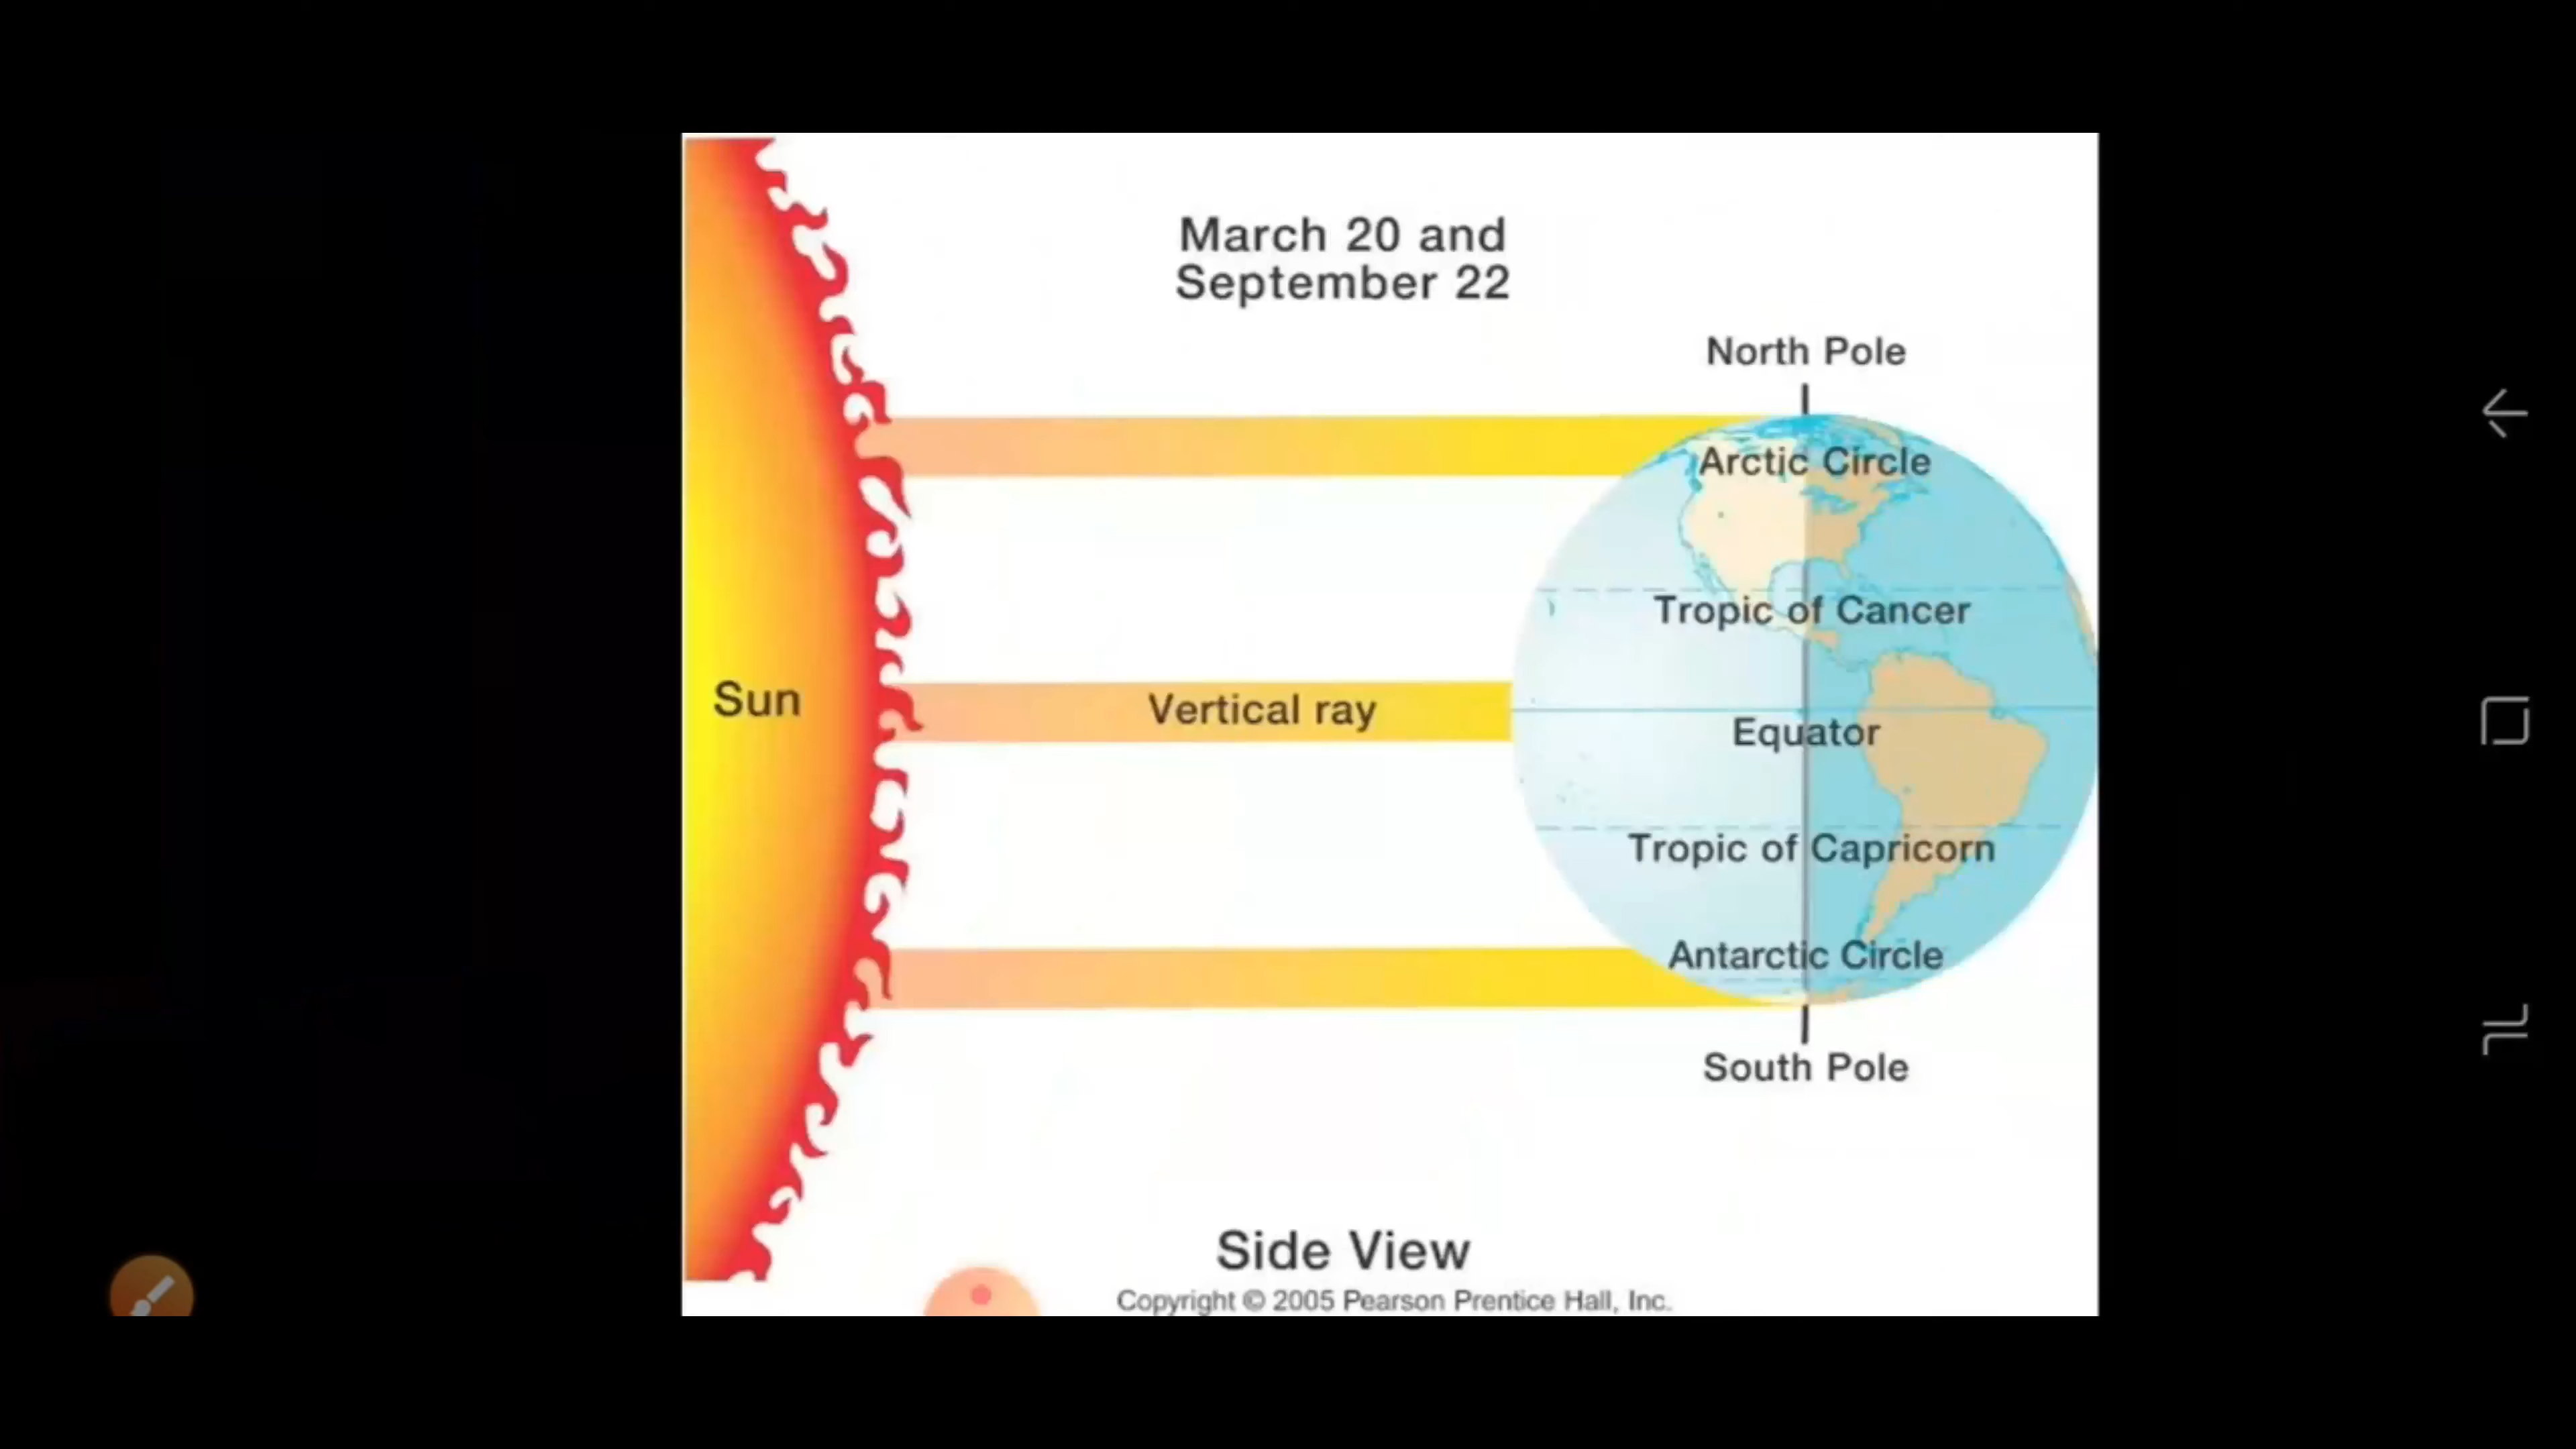 March 20 and
September 22
North Pole
Arctic Circle
Tropic of Cancer
Sun
Vertical ray
Equator
Tropic of Capricorn
Antarctic Circle
South Pole
Side View
Copyright © 2005 Pearson Prentice Hall, Inc.